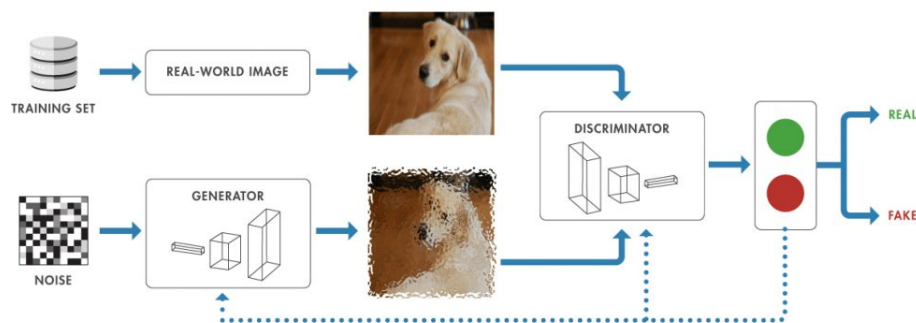 TRAINING SET
REAL-WORLD IMAGE
DISCRIMINATOR
REAL
FAKE
GENERATOR
NOISE